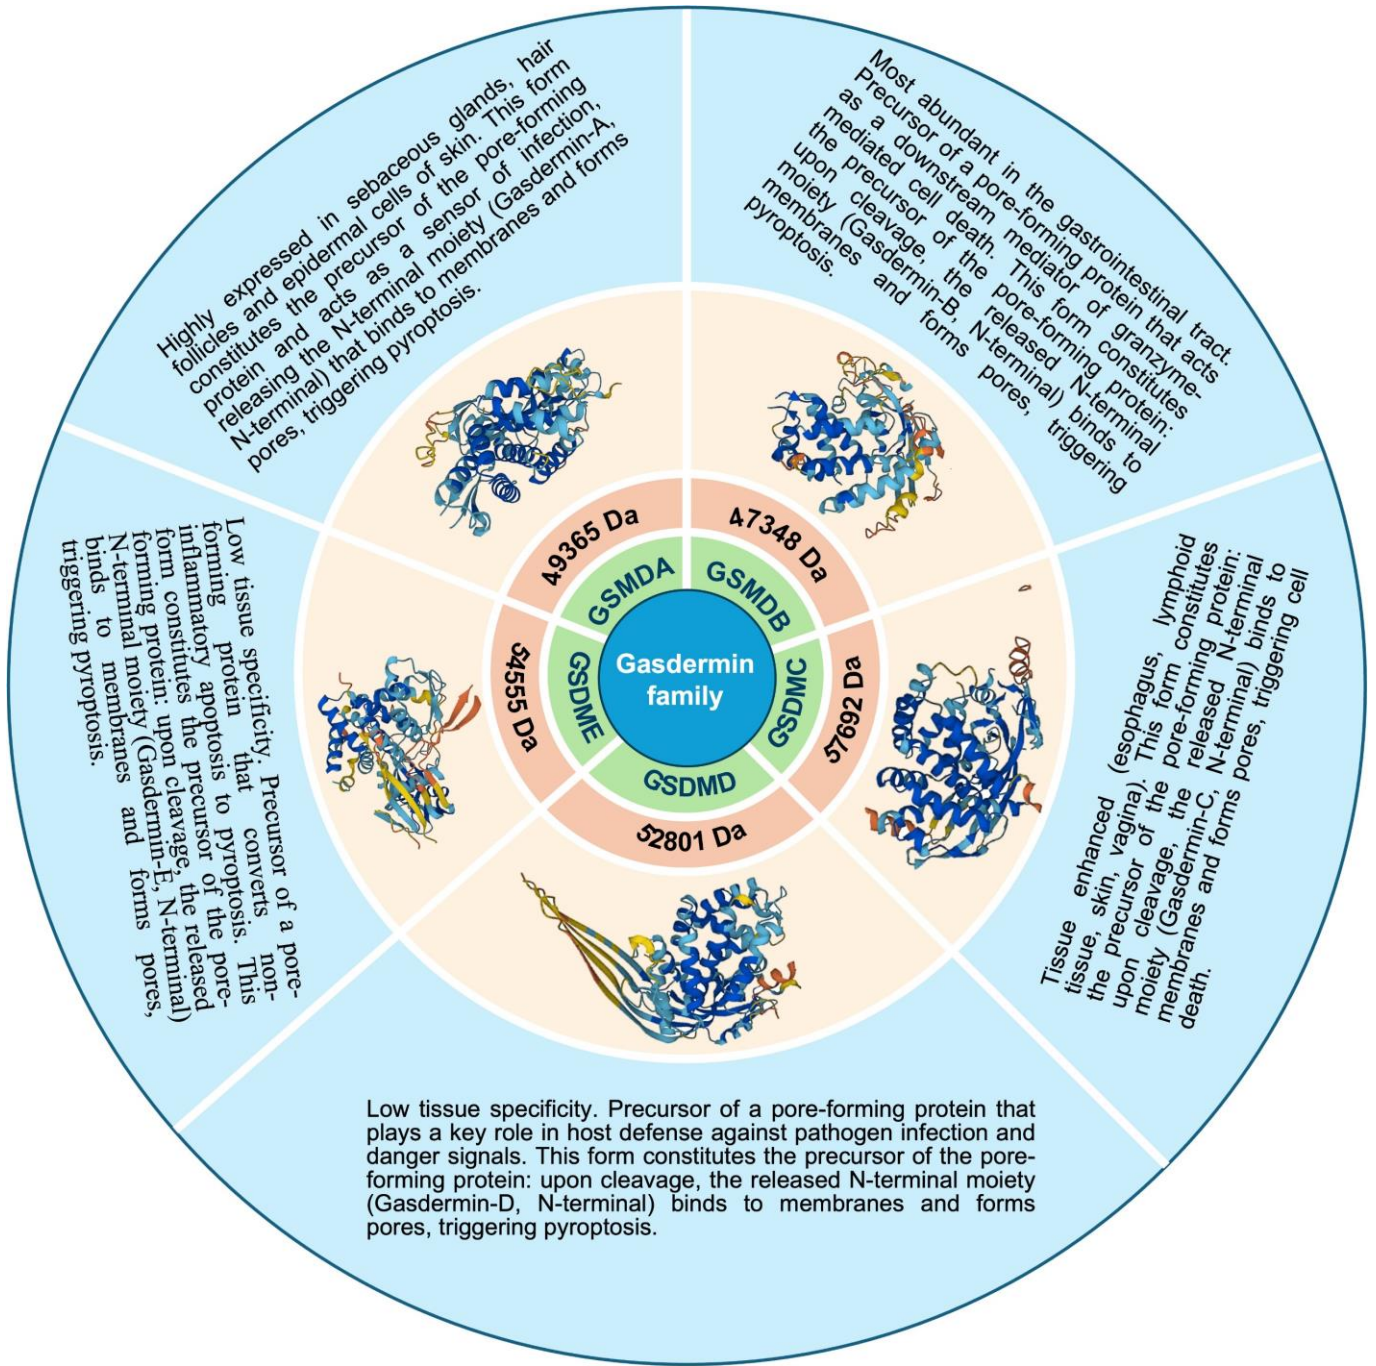 Highly expressed in sebaceous glands, hair
follicles and epidermal cells of skin. This form
constitutes the precursor of the pore-forming
protein and acts as a sensor of infection,
releasing the N-terminal moiety (Gasdermin-A,
N-terminal) that binds to membranes and forms
pores, triggering pyroptosis.
Most abundant in the gastrointestinal tract.
Precursor of a pore-forming protein that acts
as a downstream mediator of granzyme-
mediated cell death. This form constitutes
the precursor of the pore-forming protein:
upon cleavage, the released N-terminal
moiety (Gasdermin-B, N-terminal) binds to
membranes and forms pores, triggering
pyroptosis.
Tissue enhanced (esophagus, lymphoid
tissue, skin, vagina). This form constitutes
the precursor of the pore-forming protein:
upon cleavage, the released N-terminal
moiety (Gasdermin-C, N-terminal) binds to
membranes and forms pores, triggering cell
death.
Low tissue specificity. Precursor of a pore-forming protein that
plays a key role in host defense against pathogen infection and
danger signals. This form constitutes the precursor of the pore-
forming protein: upon cleavage, the released N-terminal moiety
(Gasdermin-D, N-terminal) binds to membranes and forms
pores, triggering pyroptosis.
Low tissue specificity. Precursor of a pore-
forming protein that converts non-
inflammatory apoptosis to pyroptosis. This
form constitutes the precursor of the pore-
forming protein: upon cleavage, the released
N-terminal moiety (Gasdermin-E, N-terminal)
binds to membranes and forms pores,
triggering pyroptosis.
49365 Da
47348 Da
57692 Da
52801 Da
54555 Da
GSMDA
GSMDB
GSDMC
GSDMD
GSDME
Gasdermin
family